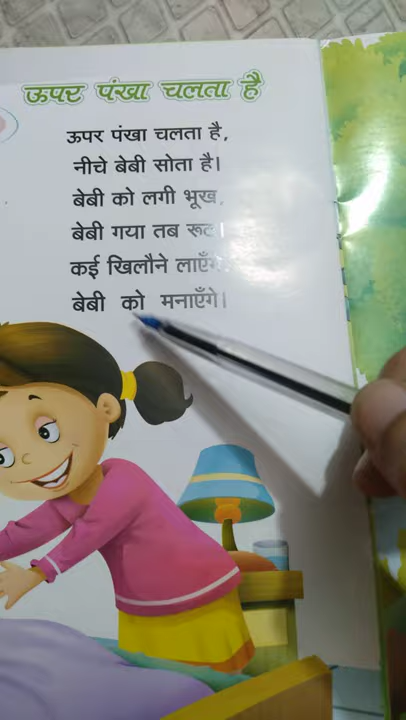 ऊपर पंखा चलता है
ऊपर पंखा चलता है,
नीचे बेबी सोता है।
बेबी को लगी भूख,
बेबी गया तब रूठ।
कई खिलौने लाएँगे,
बेबी को मनाएँगे।